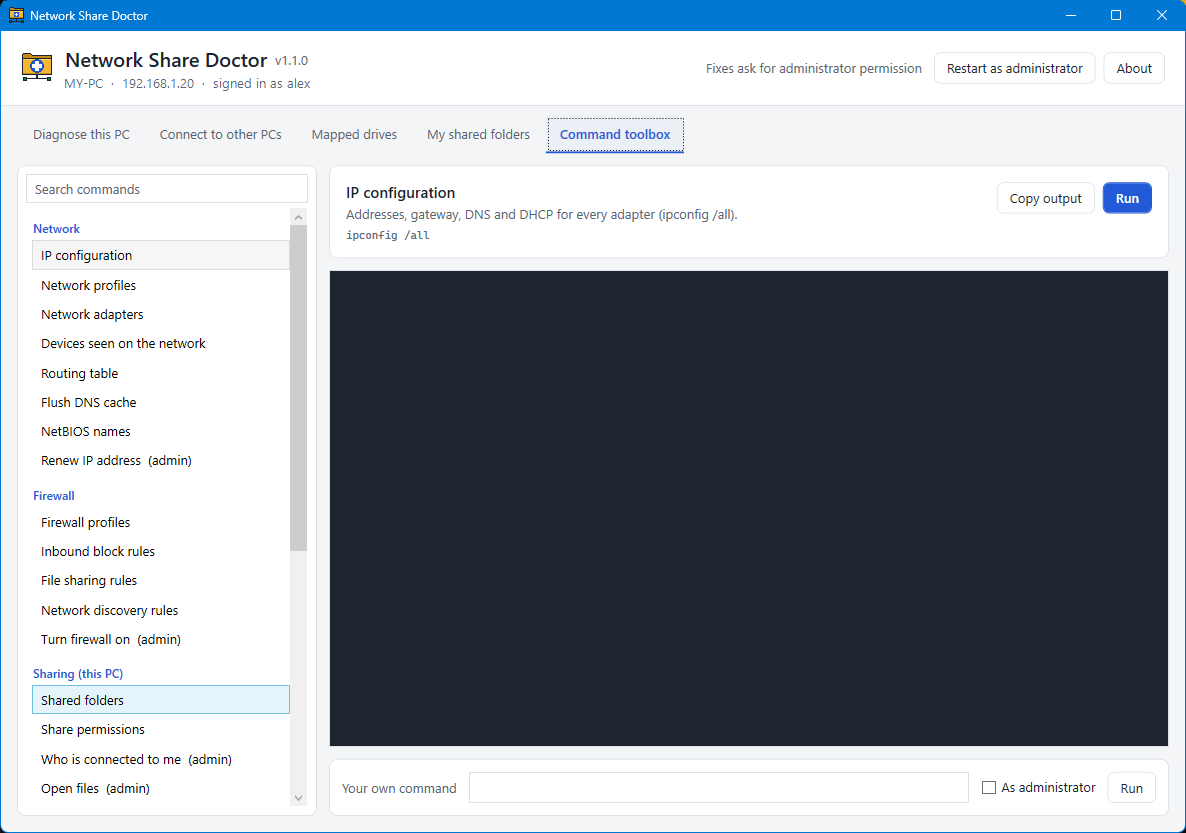 Network Share Doctor
Network Share Doctor v1.1.0
MY-PC · 192.168.1.20 · signed in as alex
Fixes ask for administrator permission
Restart as administrator
About
Diagnose this PC
Connect to other PCs
Mapped drives
My shared folders
Command toolbox
Search commands
Network
IP configuration
Network profiles
Network adapters
Devices seen on the network
Routing table
Flush DNS cache
NetBIOS names
Renew IP address (admin)
Firewall
Firewall profiles
Inbound block rules
File sharing rules
Network discovery rules
Turn firewall on (admin)
Sharing (this PC)
Shared folders
Share permissions
Who is connected to me (admin)
Open files (admin)
IP configuration
Addresses, gateway, DNS and DHCP for every adapter (ipconfig /all).
ipconfig /all
Copy output
Run
Your own command
As administrator
Run